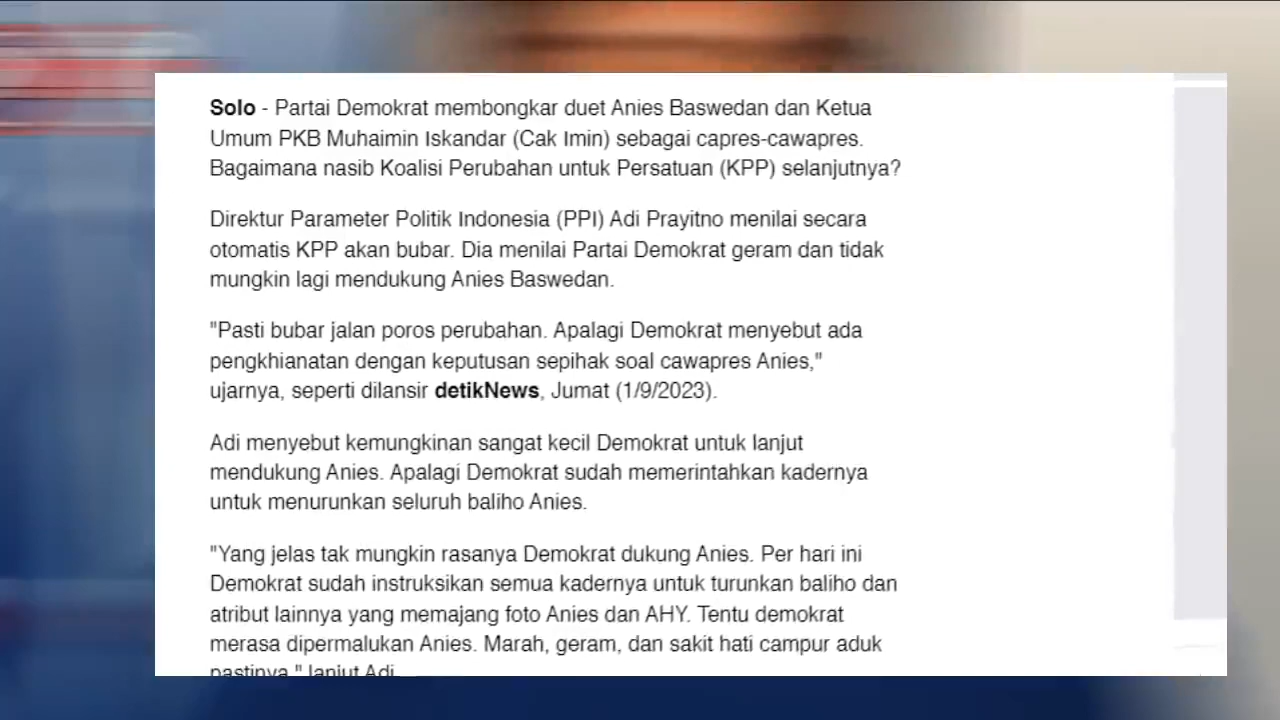 Solo - Partai Demokrat membongkar duet Anies Baswedan dan Ketua
Umum PKB Muhaimin Iskandar (Cak Imin) sebagai capres-cawapres.
Bagaimana nasib Koalisi Perubahan untuk Persatuan (KPP) selanjutnya?
Direktur Parameter Politik Indonesia (PPI) Adi Prayitno menilai secara
otomatis KPP akan bubar. Dia menilai Partai Demokrat geram dan tidak
mungkin lagi mendukung Anies Baswedan.
"Pasti bubar jalan poros perubahan. Apalagi Demokrat menyebut ada
pengkhianatan dengan keputusan sepihak soal cawapres Anies,"
ujarnya, seperti dilansir detikNews, Jumat (1/9/2023).
Adi menyebut kemungkinan sangat kecil Demokrat untuk lanjut
mendukung Anies. Apalagi Demokrat sudah memerintahkan kadernya
untuk menurunkan seluruh baliho Anies.
"Yang jelas tak mungkin rasanya Demokrat dukung Anies. Per hari ini
Demokrat sudah instruksikan semua kadernya untuk turunkan baliho dan
atribut lainnya yang memajang foto Anies dan AHY. Tentu demokrat
merasa dipermalukan Anies. Marah, geram, dan sakit hati campur aduk
pastinya," lanjut Adi.